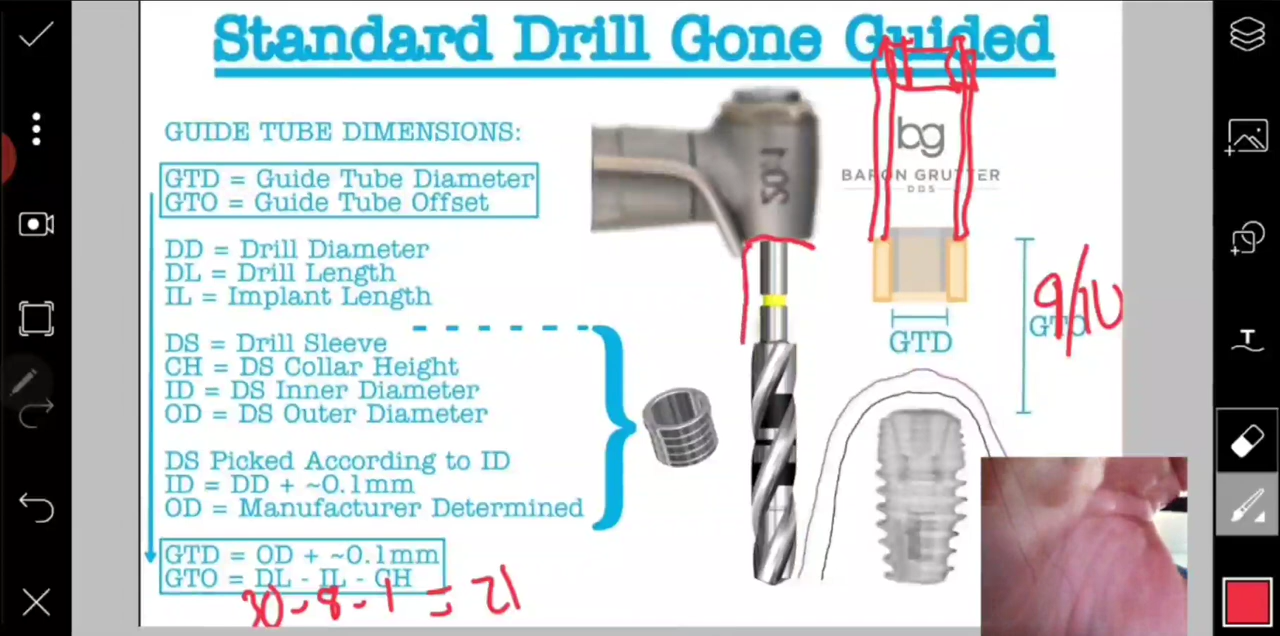 Standard Drill Gone Guided
GUIDE TUBE DIMENSIONS:
GTD = Guide Tube Diameter
GTO = Guide Tube Offset
DD = Drill Diameter
DL = Drill Length
IL = Implant Length
DS = Drill Sleeve
CH = DS Collar Height
ID = DS Inner Diameter
OD = DS Outer Diameter
DS Picked According to ID
ID = DD + ~0.1mm
OD = Manufacturer Determined
GTD = OD + ~0.1mm
GTO = DL - IL - CH
30 - 8 - 1 = 21
bg
BARON GRUTTER
DDS
GTD
GTO
9/10
T